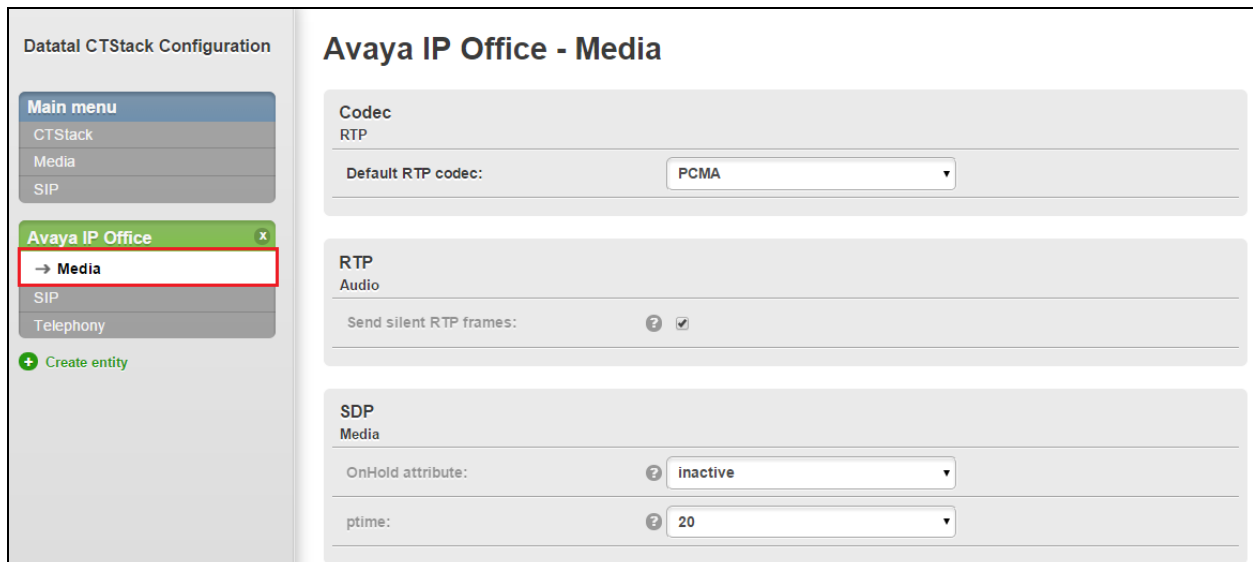 Datatal CTStack Configuration
Main menu
CTStack
Media
SIP
Avaya IP Office x
→ Media
SIP
Telephony
+ Create entity
Avaya IP Office - Media
Codec
RTP
Default RTP codec: PCMA
RTP
Audio
Send silent RTP frames: ?
SDP
Media
OnHold attribute: ? inactive
ptime: ? 20